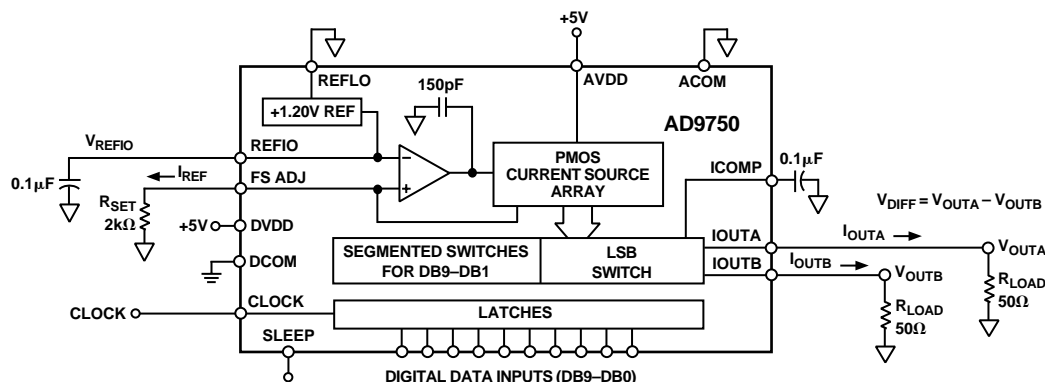 +5V
REFLO
AVDD
ACOM
150pF
+1.20V REF
AD9750
V_REFIO
REFIO
0.1µF
I_REF
FS ADJ
PMOS
CURRENT SOURCE
ARRAY
ICOMP
0.1µF
R_SET
2kΩ
+5V
DVDD
DCOM
SEGMENTED SWITCHES
FOR DB9–DB1
LSB
SWITCH
IOUTA
IOUTB
V_DIFF = V_OUTA – V_OUTB
I_OUTA
V_OUTA
I_OUTB
V_OUTB
R_LOAD
50Ω
R_LOAD
50Ω
CLOCK
CLOCK
LATCHES
SLEEP
DIGITAL DATA INPUTS (DB9–DB0)